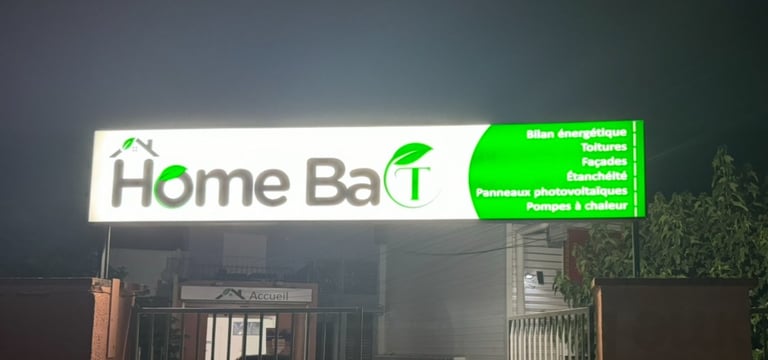 Home BaT
Bilan énergétique
Toitures
Façades
Étanchéité
Panneaux photovoltaïques
Pompes à chaleur
Accueil